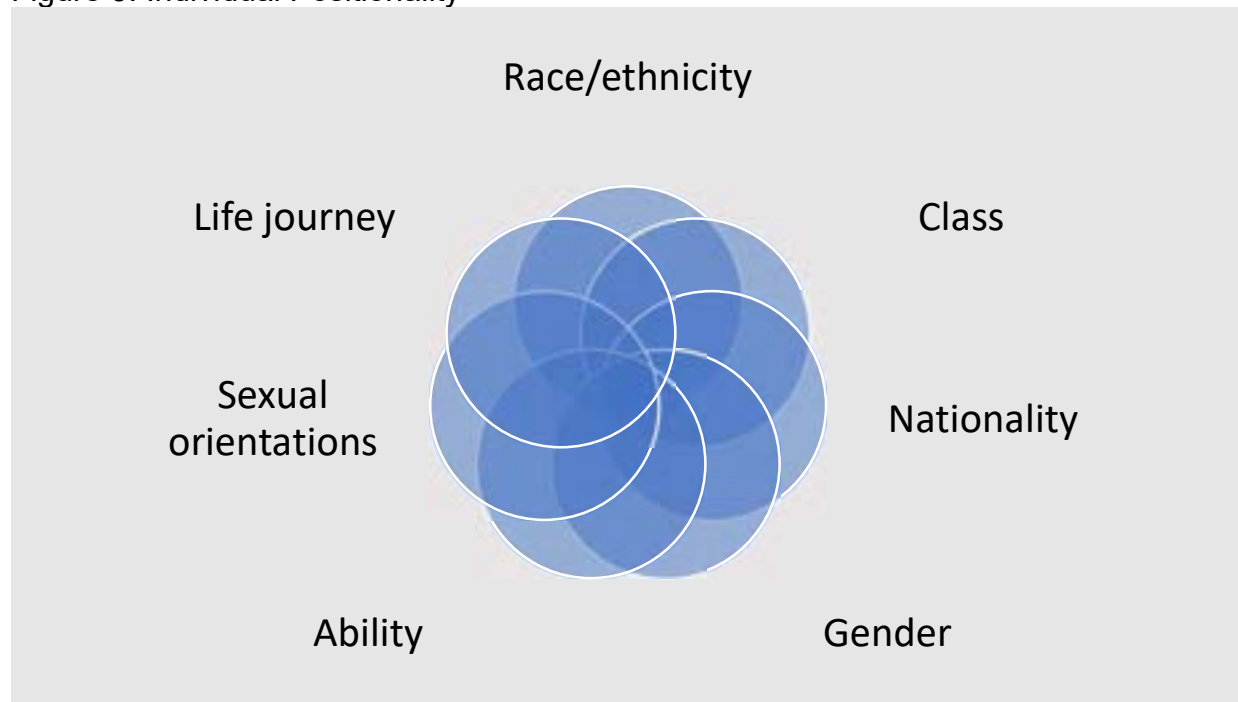 Race/ethnicity
Life journey
Class
Sexual
orientations
Nationality
Ability
Gender